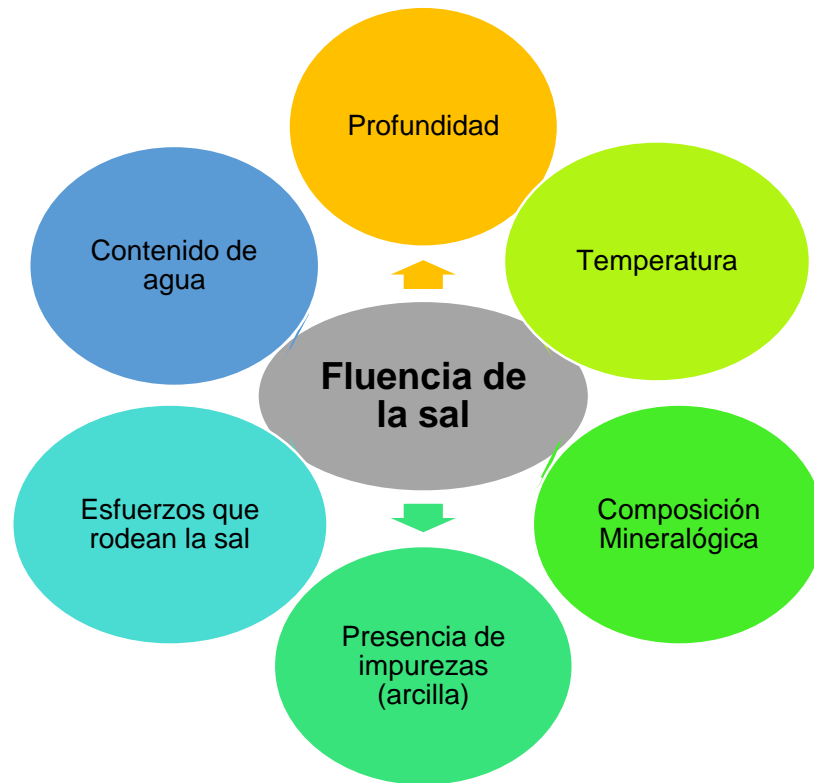 Profundidad
Temperatura
Contenido de
agua
Fluencia de
la sal
Esfuerzos que
rodean la sal
Composición
Mineralógica
Presencia de
impurezas
(arcilla)